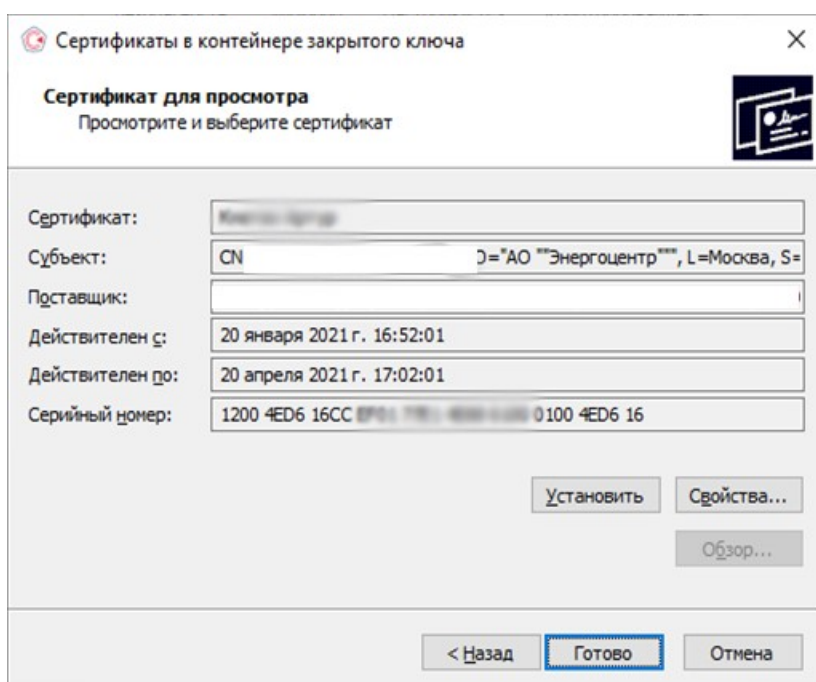 Сертификаты в контейнере закрытого ключа
Сертификат для просмотра
Просмотрите и выберите сертификат
Сертификат:
Субъект: CN O="АО ""Энергоцентр""", L=Москва, S=
Поставщик:
Действителен с: 20 января 2021 г. 16:52:01
Действителен по: 20 апреля 2021 г. 17:02:01
Серийный номер: 1200 4ED6 16CC 0100 4ED6 16
Установить Свойства...
Обзор...
< Назад Готово Отмена